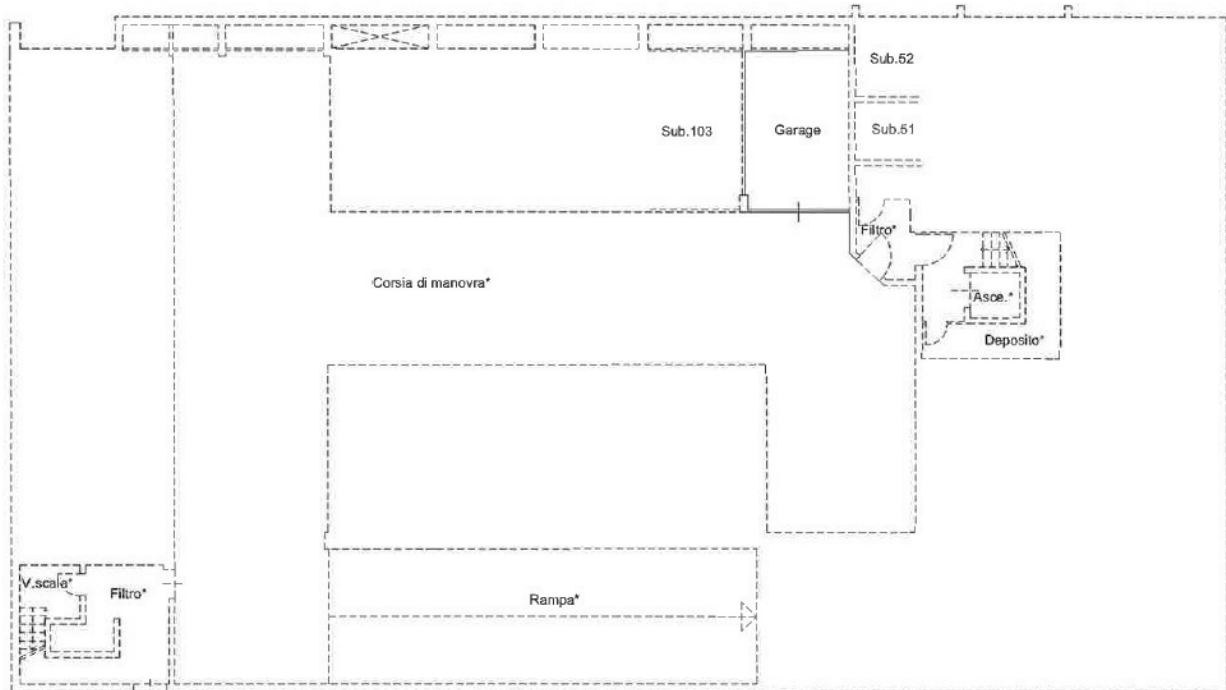 Sub.52
Sub.103
Garage
Sub.51
Filtro*
Corsia di manovra*
Asce.*
Deposito*
V.scala*
Filtro*
Rampa*